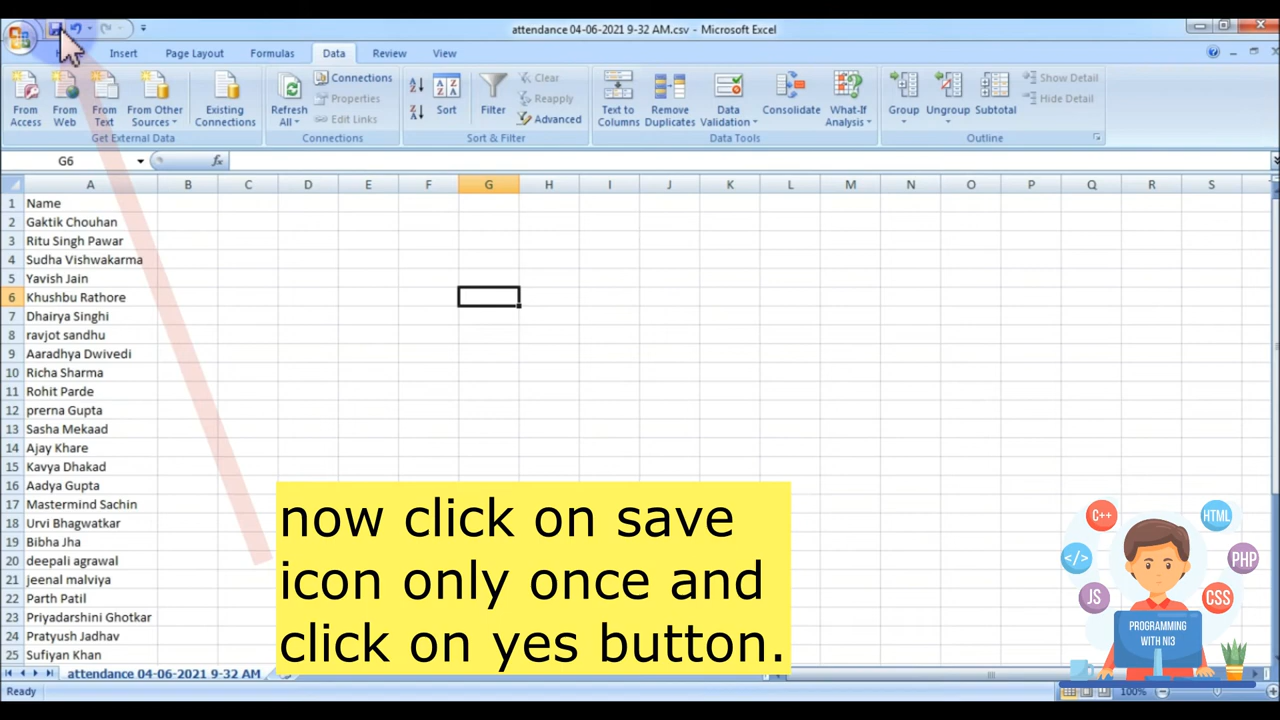 attendance 04-06-2021 9-32 AM.csv - Microsoft Excel
Insert Page Layout Formulas Data Review View
From Access
From Web
From Text
From Other Sources
Existing Connections
Get External Data
Refresh All
Connections
Properties
Edit Links
Connections
Sort
Filter
Clear
Reapply
Advanced
Sort & Filter
Text to Columns
Remove Duplicates
Data Validation
Consolidate
What-If Analysis
Data Tools
Group
Ungroup
Subtotal
Show Detail
Hide Detail
Outline
G6 fx
A B C D E F G H I J K L M N O P Q R S
1 Name
2 Gaktik Chouhan
3 Ritu Singh Pawar
4 Sudha Vishwakarma
5 Yavish Jain
6 Khushbu Rathore
7 Dhairya Singhi
8 ravjot sandhu
9 Aaradhya Dwivedi
10 Richa Sharma
11 Rohit Parde
12 prerna Gupta
13 Sasha Mekaad
14 Ajay Khare
15 Kavya Dhakad
16 Aadya Gupta
17 Mastermind Sachin
18 Urvi Bhagwatkar
19 Bibha Jha
20 deepali agrawal
21 jeenal malviya
22 Parth Patil
23 Priyadarshini Ghotkar
24 Pratyush Jadhav
25 Sufiyan Khan
now click on save
icon only once and
click on yes button.
C++
HTML
</>
PHP
JS
CSS
PROGRAMMING
WITH NI3
attendance 04-06-2021 9-32 AM
Ready 100%